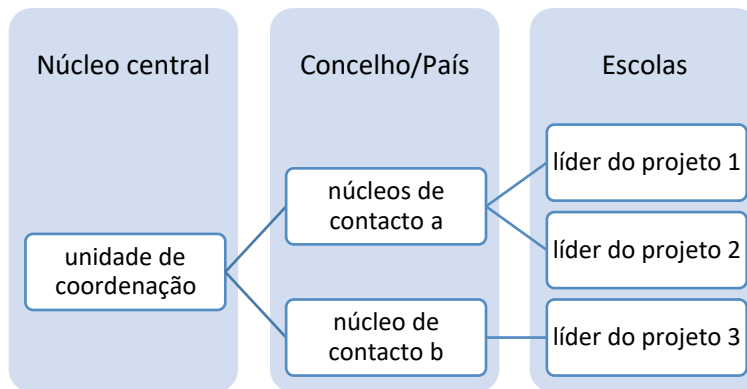 Núcleo central
Concelho/País
Escolas
unidade de
coordenação
núcleos de
contacto a
núcleo de
contacto b
líder do projeto 1
líder do projeto 2
líder do projeto 3